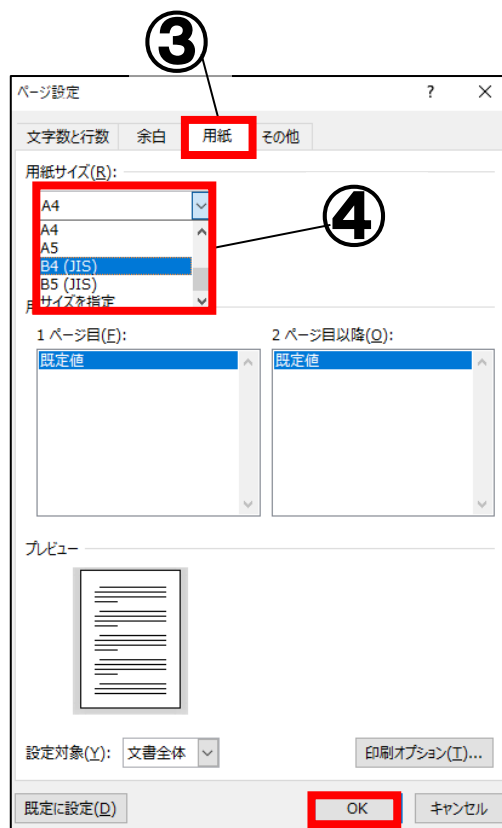 ③
ページ設定 ? ×
文字数と行数 余白 用紙 その他
用紙サイズ(R):
A4
④
A4
A5
B4 (JIS)
B5 (JIS)
サイズを指定
1 ページ目(F): 2 ページ目以降(O):
既定値 既定値
プレビュー
設定対象(Y): 文書全体 印刷オプション(T)...
既定に設定(D) OK キャンセル